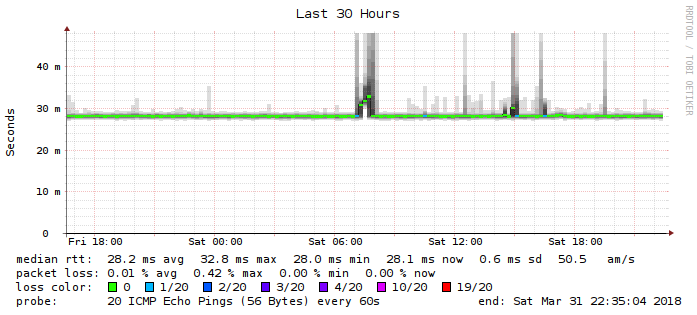 Last 30 Hours
RRDTOOL / TOBI OETIKER
Seconds
40 m
30 m
20 m
10 m
0
Fri 18:00 Sat 00:00 Sat 06:00 Sat 12:00 Sat 18:00
median rtt: 28.2 ms avg 32.8 ms max 28.0 ms min 28.1 ms now 0.6 ms sd 50.5 am/s
packet loss: 0.01 % avg 0.42 % max 0.00 % min 0.00 % now
loss color: 0 1/20 2/20 3/20 4/20 10/20 19/20
probe: 20 ICMP Echo Pings (56 Bytes) every 60s end: Sat Mar 31 22:35:04 2018